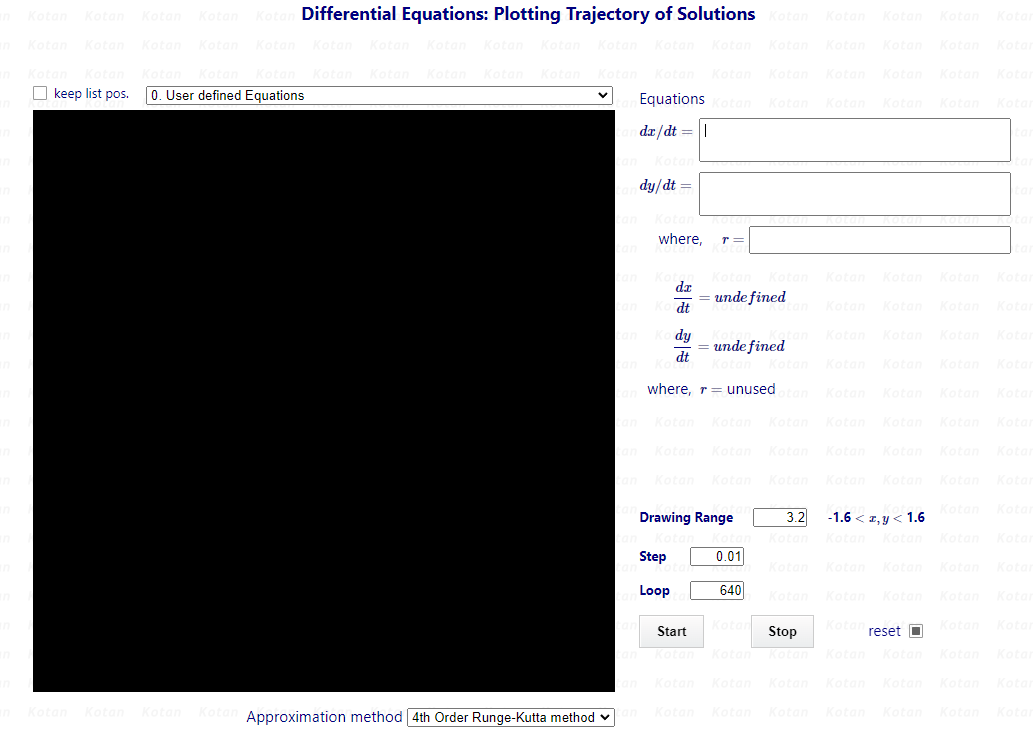 Differential Equations: Plotting Trajectory of Solutions
keep list pos.
0. User defined Equations
Equations
dx/dt =
dy/dt =
where, r =
dx/dt = undefined
dy/dt = undefined
where, r = unused
Drawing Range 3.2 -1.6 < x, y < 1.6
Step 0.01
Loop 640
Start Stop reset
Approximation method 4th Order Runge-Kutta method
Kotan